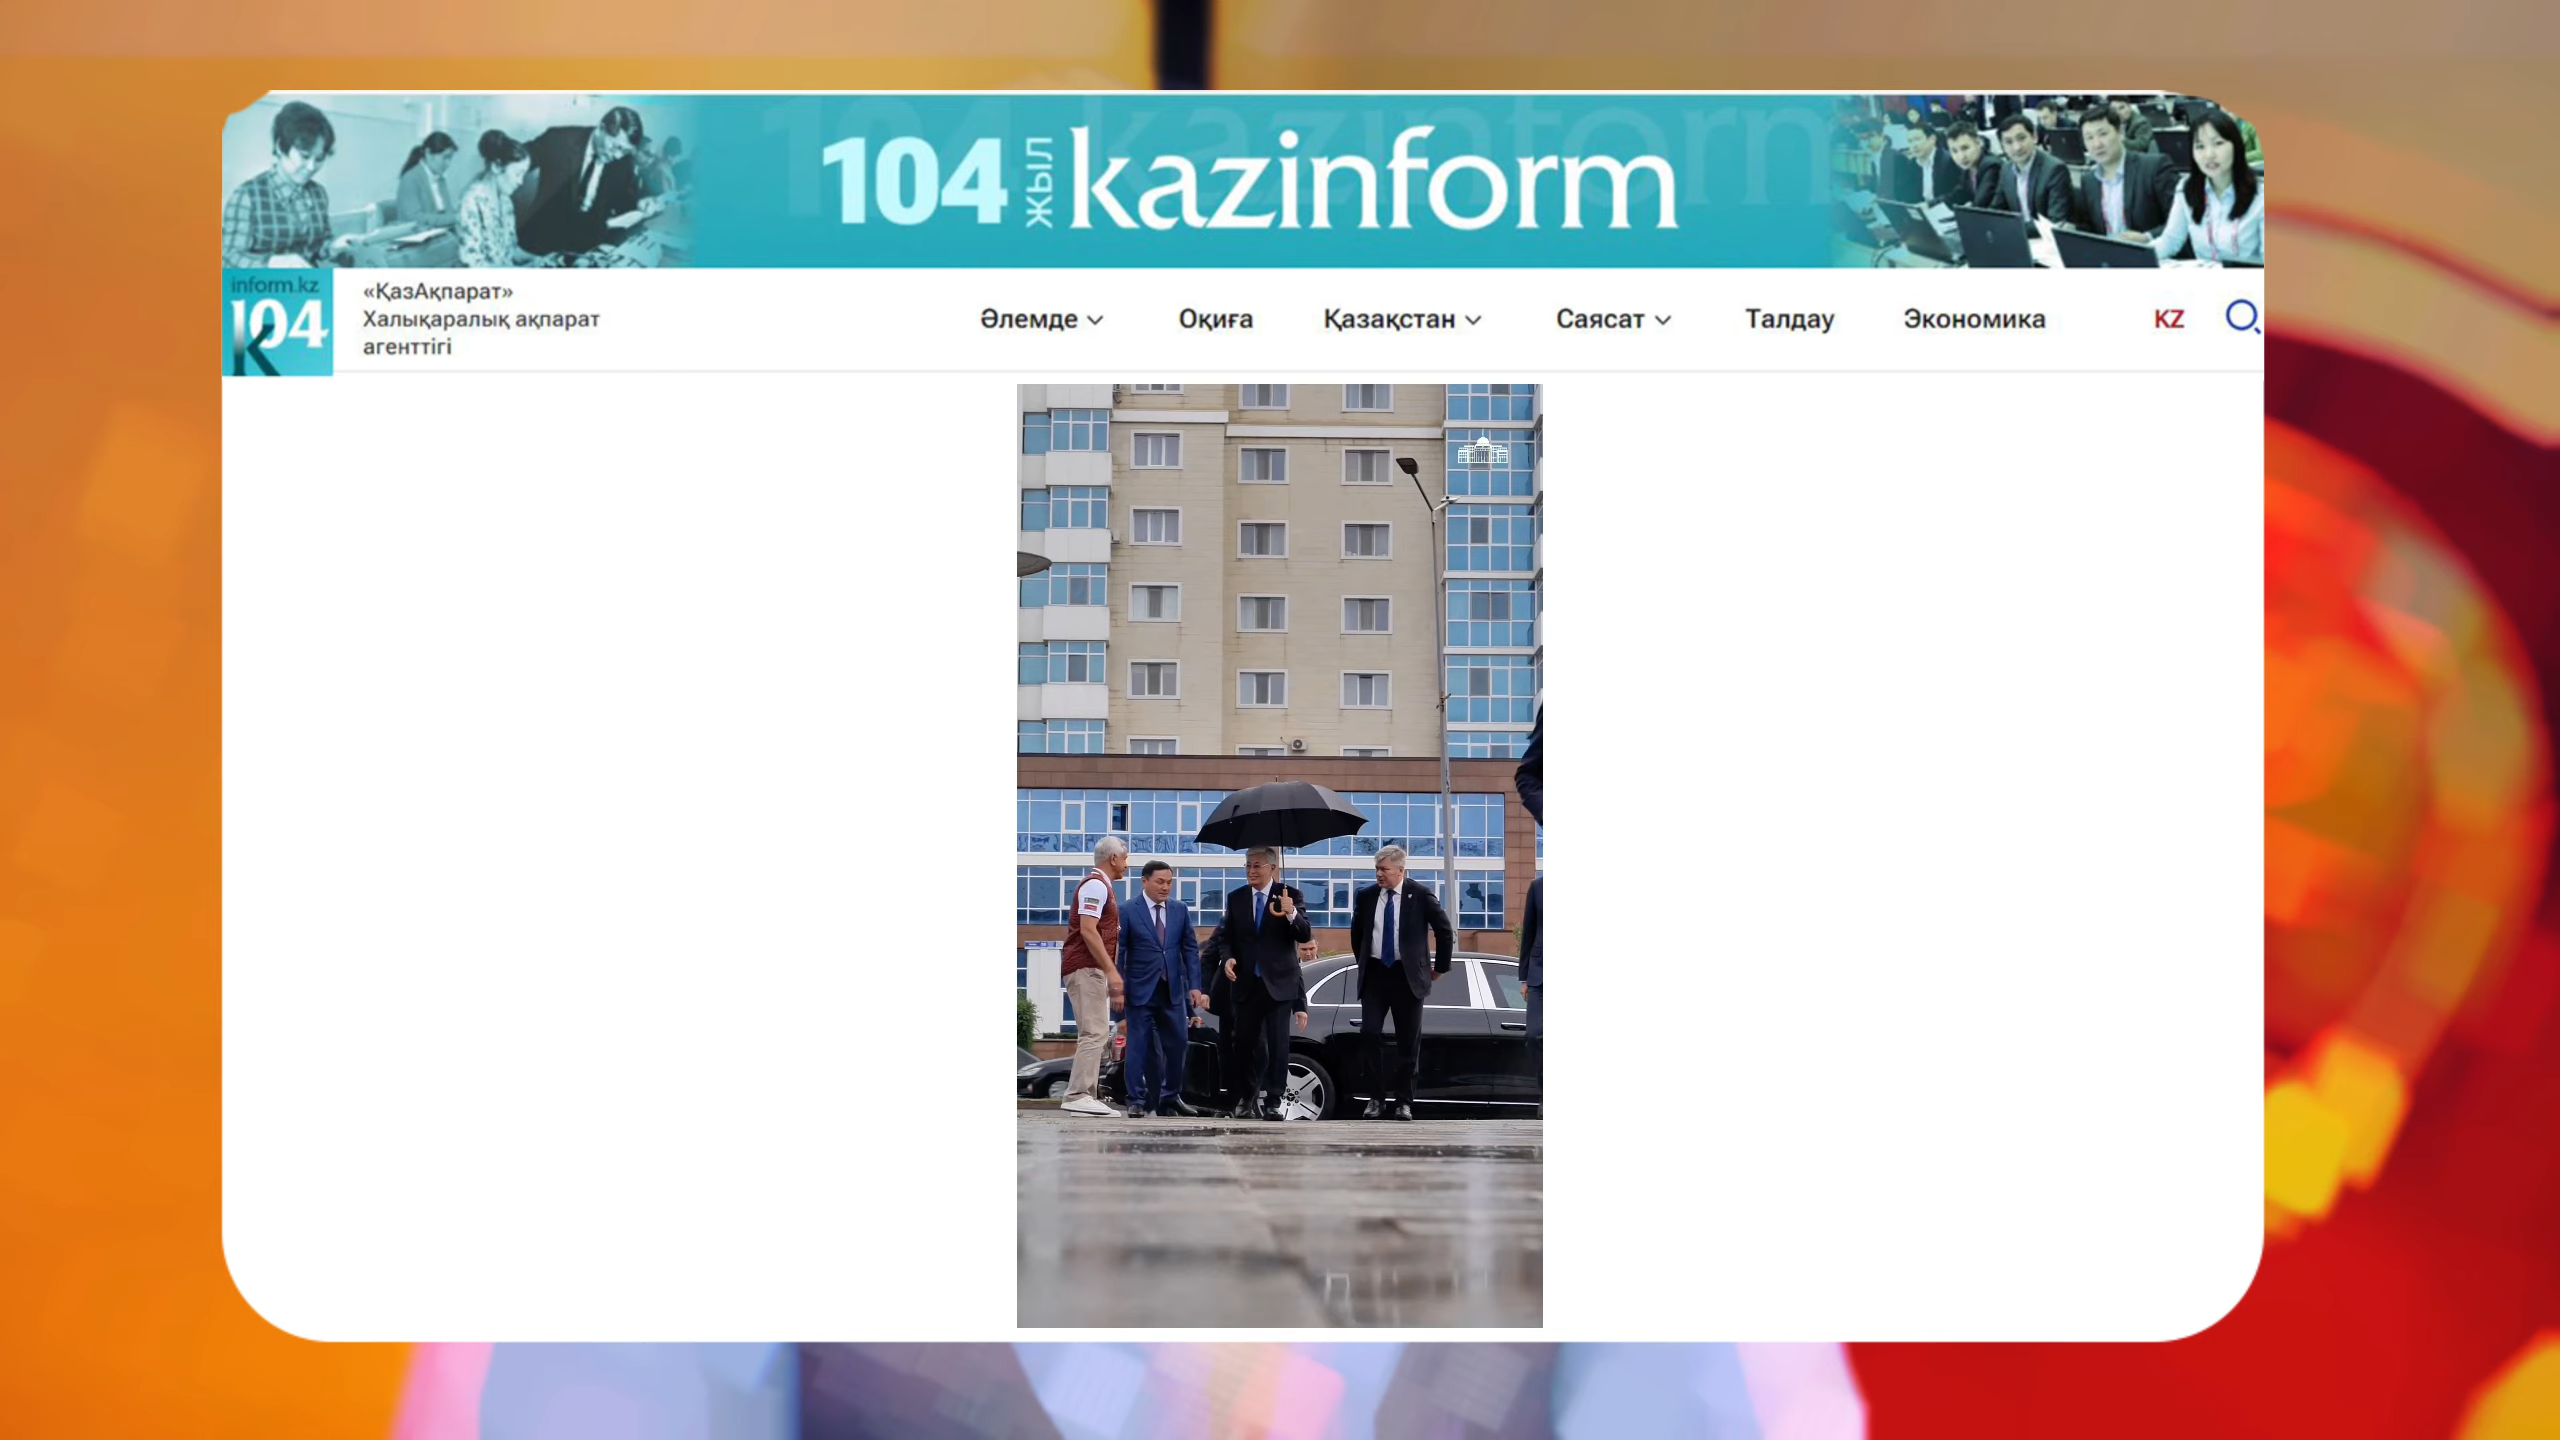 104 жыл kazinform
inform.kz
104
K
«ҚазАқпарат»
Халықаралық ақпарат
агенттігі
Әлемде
Оқиға
Қазақстан
Саясат
Талдау
Экономика
KZ